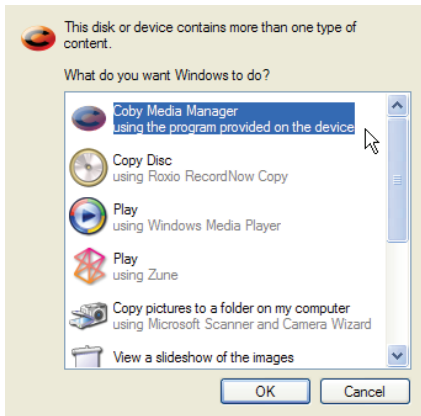 This disk or device contains more than one type of
content.
What do you want Windows to do?
Coby Media Manager
using the program provided on the device
Copy Disc
using Roxio RecordNow Copy
Play
using Windows Media Player
Play
using Zune
Copy pictures to a folder on my computer
using Microsoft Scanner and Camera Wizard
View a slideshow of the images
OK Cancel